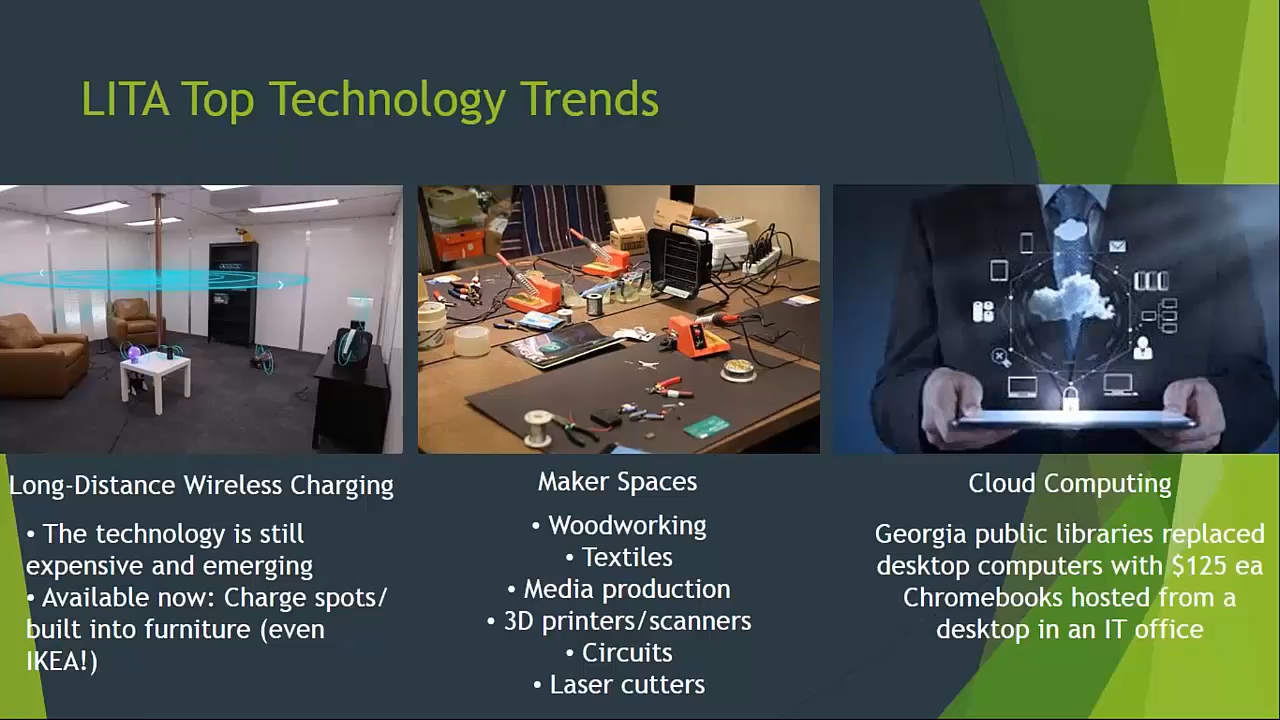 LITA Top Technology Trends
Long-Distance Wireless Charging
• The technology is still
expensive and emerging
• Available now: Charge spots/
built into furniture (even
IKEA!)
Maker Spaces
• Woodworking
• Textiles
• Media production
• 3D printers/scanners
• Circuits
• Laser cutters
Cloud Computing
Georgia public libraries replaced
desktop computers with $125 ea
Chromebooks hosted from a
desktop in an IT office